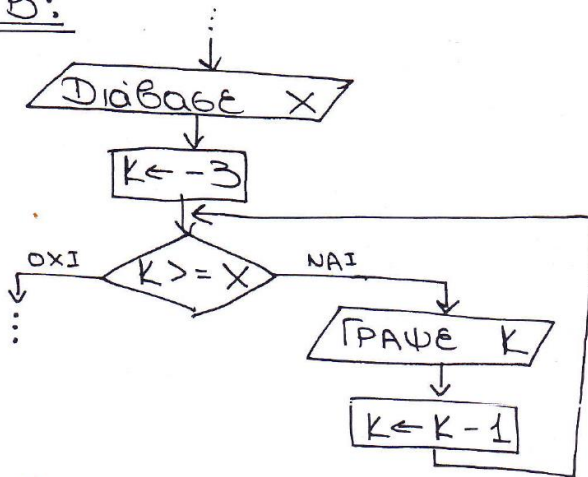 Β:
Διάβασε Χ
Κ ← -3
Κ >= Χ
ΟΧΙ
ΝΑΙ
ΓΡΑΨΕ Κ
Κ ← Κ - 1